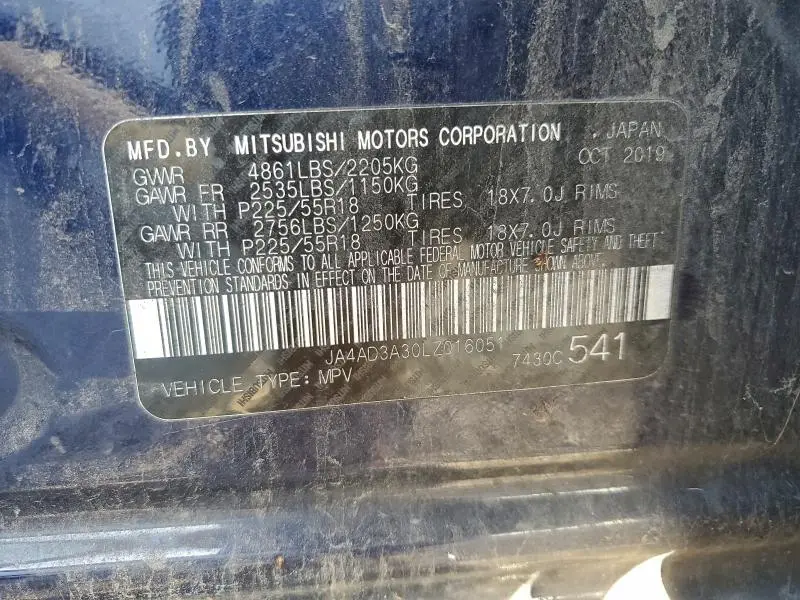 MFD.BY MITSUBISHI MOTORS CORPORATION , JAPAN
GVWR 4861LBS/2205KG OCT 2019
GAWR FR 2535LBS/1150KG
WITH P225/55R18 TIRES, 18X7.0J RIMS
GAWR RR 2756LBS/1250KG
WITH P225/55R18 TIRES, 18X7.0J RIMS
THIS VEHICLE CONFORMS TO ALL APPLICABLE FEDERAL MOTOR VEHICLE SAFETY AND THEFT
PREVENTION STANDARDS IN EFFECT ON THE DATE OF MANUFACTURE SHOWN ABOVE.
JA4AD3A30LZ016051 7430C 541
VEHICLE TYPE: MPV